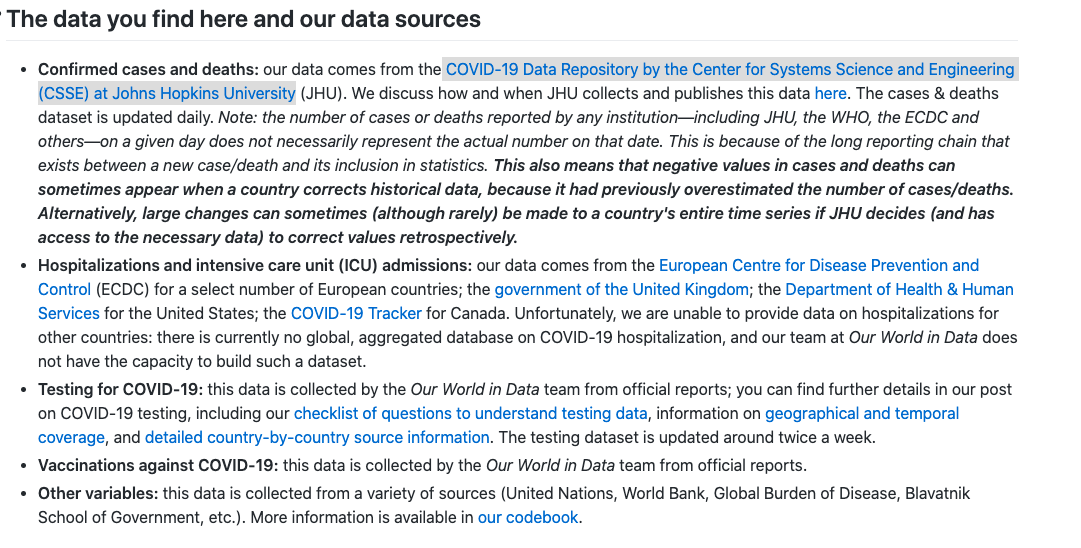 The data you find here and our data sources
• Confirmed cases and deaths: our data comes from the COVID-19 Data Repository by the Center for Systems Science and Engineering
(CSSE) at Johns Hopkins University (JHU). We discuss how and when JHU collects and publishes this data here. The cases & deaths
dataset is updated daily. Note: the number of cases or deaths reported by any institution—including JHU, the WHO, the ECDC and
others—on a given day does not necessarily represent the actual number on that date. This is because of the long reporting chain that
exists between a new case/death and its inclusion in statistics. This also means that negative values in cases and deaths can
sometimes appear when a country corrects historical data, because it had previously overestimated the number of cases/deaths.
Alternatively, large changes can sometimes (although rarely) be made to a country's entire time series if JHU decides (and has
access to the necessary data) to correct values retrospectively.
• Hospitalizations and intensive care unit (ICU) admissions: our data comes from the European Centre for Disease Prevention and
Control (ECDC) for a select number of European countries; the government of the United Kingdom; the Department of Health & Human
Services for the United States; the COVID-19 Tracker for Canada. Unfortunately, we are unable to provide data on hospitalizations for
other countries: there is currently no global, aggregated database on COVID-19 hospitalization, and our team at Our World in Data does
not have the capacity to build such a dataset.
• Testing for COVID-19: this data is collected by the Our World in Data team from official reports; you can find further details in our post
on COVID-19 testing, including our checklist of questions to understand testing data, information on geographical and temporal
coverage, and detailed country-by-country source information. The testing dataset is updated around twice a week.
• Vaccinations against COVID-19: this data is collected by the Our World in Data team from official reports.
• Other variables: this data is collected from a variety of sources (United Nations, World Bank, Global Burden of Disease, Blavatnik
School of Government, etc.). More information is available in our codebook.